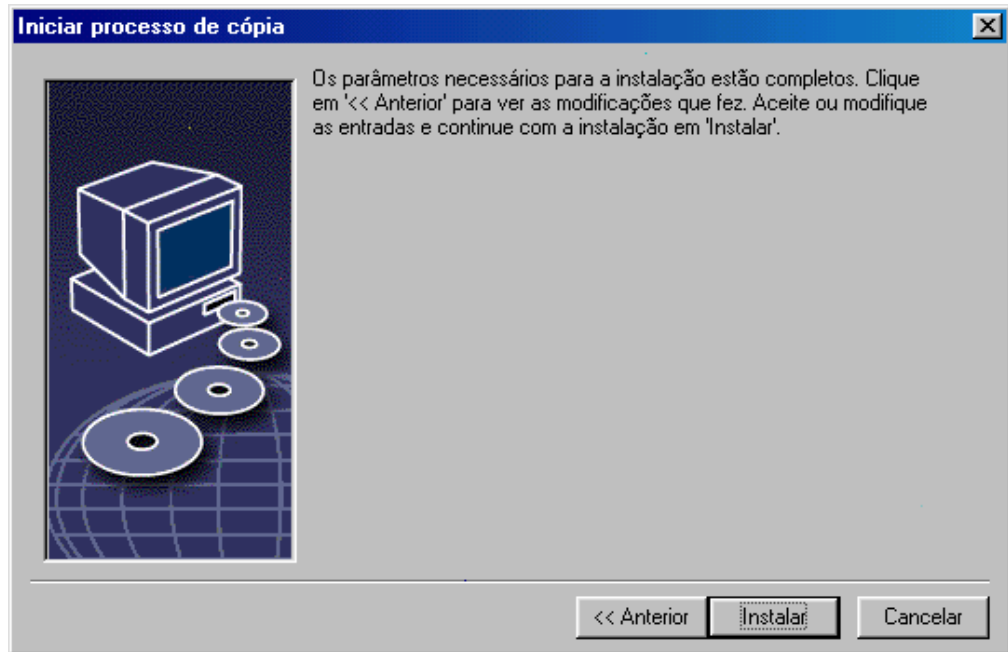 Iniciar processo de cópia
Os parâmetros necessários para a instalação estão completos. Clique
em '<< Anterior' para ver as modificações que fez. Aceite ou modifique
as entradas e continue com a instalação em 'Instalar'.
<< Anterior
Instalar
Cancelar